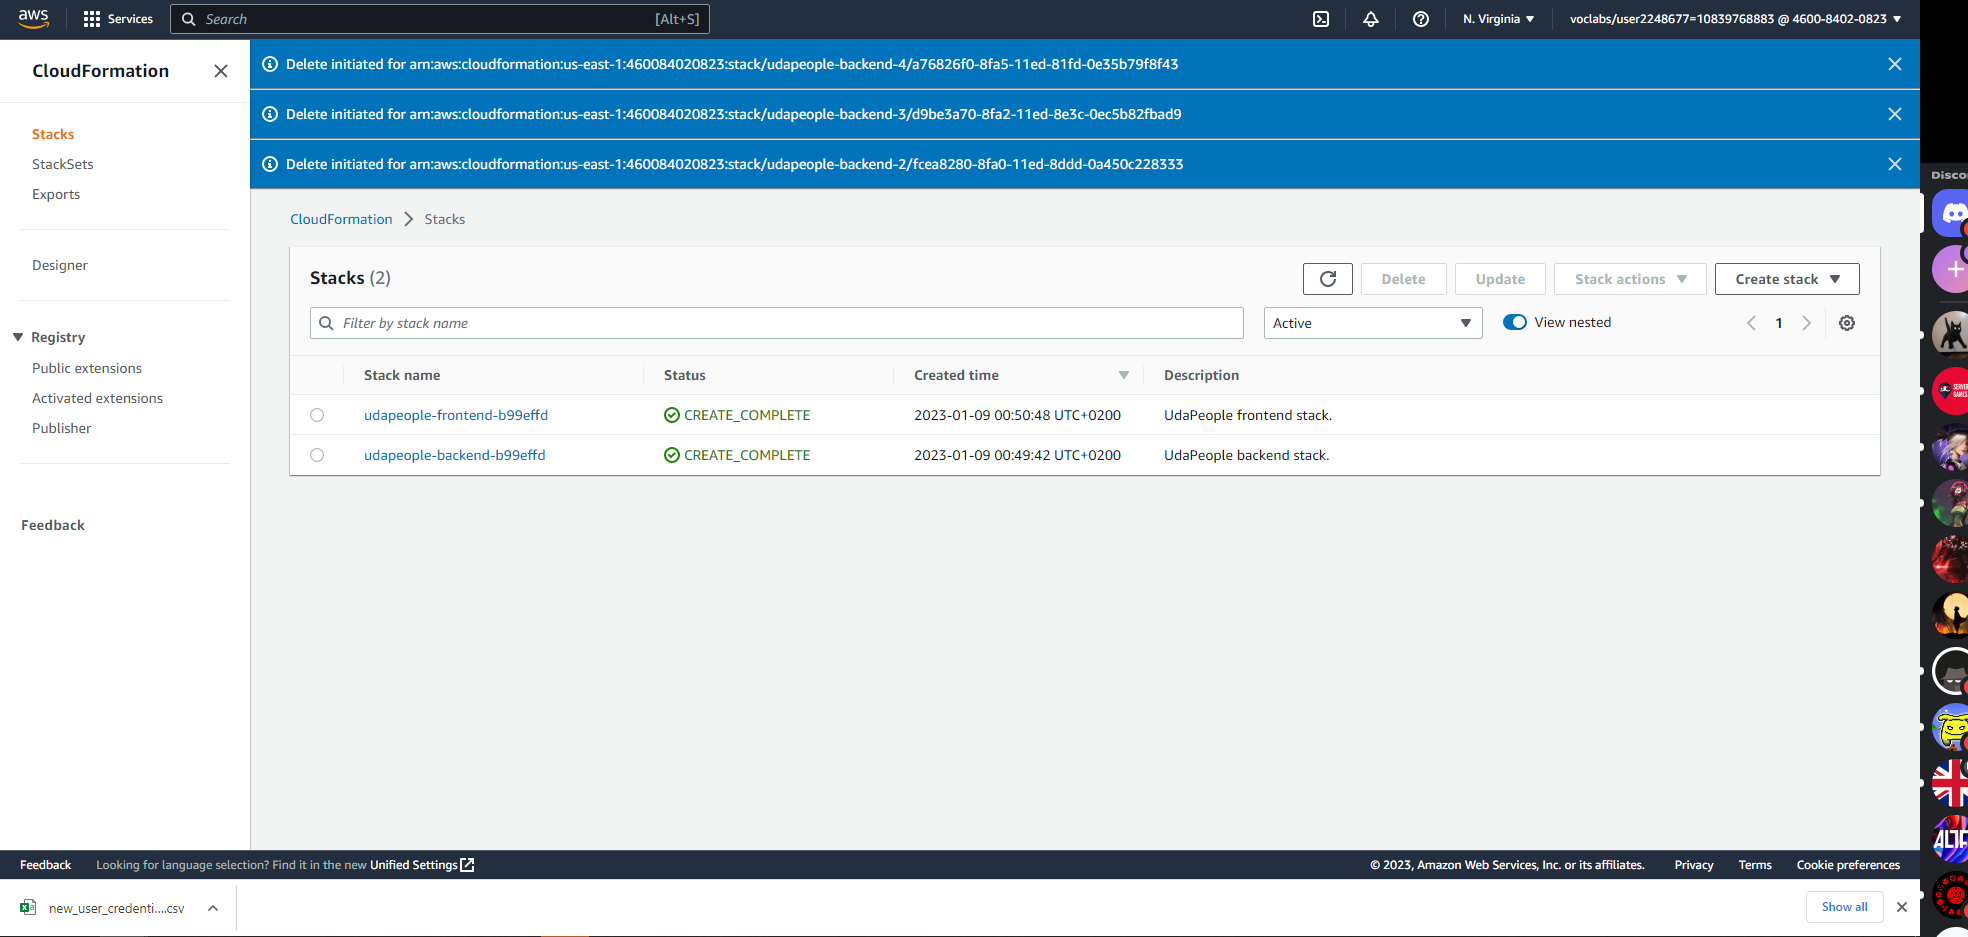 aws
Services
Search
[Alt+S]
N. Virginia
voclabs/user2248677=10839768883 @ 4600-8402-0823
CloudFormation
Stacks
StackSets
Exports
Designer
Registry
Public extensions
Activated extensions
Publisher
Feedback
Delete initiated for arn:aws:cloudformation:us-east-1:460084020823:stack/udapeople-backend-4/a76826f0-8fa5-11ed-81fd-0e35b79f8f43
Delete initiated for arn:aws:cloudformation:us-east-1:460084020823:stack/udapeople-backend-3/d9be3a70-8fa2-11ed-8e3c-0ec5b82fbad9
Delete initiated for arn:aws:cloudformation:us-east-1:460084020823:stack/udapeople-backend-2/fcea8280-8fa0-11ed-8ddd-0a450c228333
CloudFormation > Stacks
Stacks (2)
Delete
Update
Stack actions
Create stack
Filter by stack name
Active
View nested
1
Stack name Status Created time Description
udapeople-frontend-b99effd CREATE_COMPLETE 2023-01-09 00:50:48 UTC+0200 UdaPeople frontend stack.
udapeople-backend-b99effd CREATE_COMPLETE 2023-01-09 00:49:42 UTC+0200 UdaPeople backend stack.
Feedback
Looking for language selection? Find it in the new Unified Settings
© 2023, Amazon Web Services, Inc. or its affiliates.
Privacy
Terms
Cookie preferences
new_user_credenti....csv
Show all
Disco
SERVER
GAMES